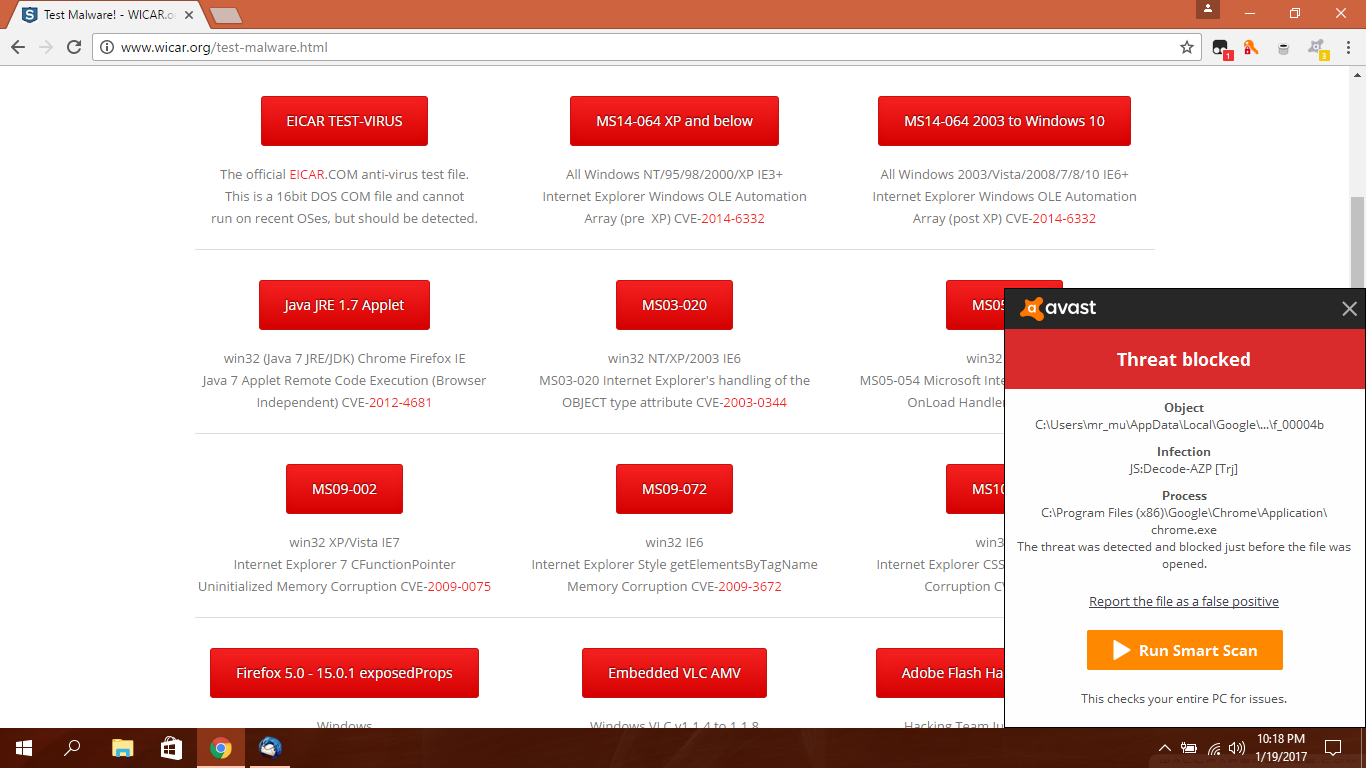 Test Malware! - WICAR.o
www.wicar.org/test-malware.html
1
3
EICAR TEST-VIRUS
The official EICAR.COM anti-virus test file.
This is a 16bit DOS COM file and cannot
run on recent OSes, but should be detected.
MS14-064 XP and below
All Windows NT/95/98/2000/XP IE3+
Internet Explorer Windows OLE Automation
Array (pre XP) CVE-2014-6332
MS14-064 2003 to Windows 10
All Windows 2003/Vista/2008/7/8/10 IE6+
Internet Explorer Windows OLE Automation
Array (post XP) CVE-2014-6332
Java JRE 1.7 Applet
win32 (Java 7 JRE/JDK) Chrome Firefox IE
Java 7 Applet Remote Code Execution (Browser
Independent) CVE-2012-4681
MS03-020
win32 NT/XP/2003 IE6
MS03-020 Internet Explorer's handling of the
OBJECT type attribute CVE-2003-0344
MS05
win32
MS05-054 Microsoft Inte
OnLoad Handler
MS09-002
win32 XP/Vista IE7
Internet Explorer 7 CFunctionPointer
Uninitialized Memory Corruption CVE-2009-0075
MS09-072
win32 IE6
Internet Explorer Style getElementsByTagName
Memory Corruption CVE-2009-3672
MS10
win3
Internet Explorer CSS
Corruption CV
Firefox 5.0 - 15.0.1 exposedProps
Windows
Embedded VLC AMV
Windows VLC v1.1.4 to 1.1.8
Adobe Flash Ha
Hacking Team Ju
avast
Threat blocked
Object
C:\Users\mr_mu\AppData\Local\Google\...\f_00004b
Infection
JS:Decode-AZP [Trj]
Process
C:\Program Files (x86)\Google\Chrome\Application\
chrome.exe
The threat was detected and blocked just before the file was
opened.
Report the file as a false positive
Run Smart Scan
This checks your entire PC for issues.
10:18 PM
1/19/2017